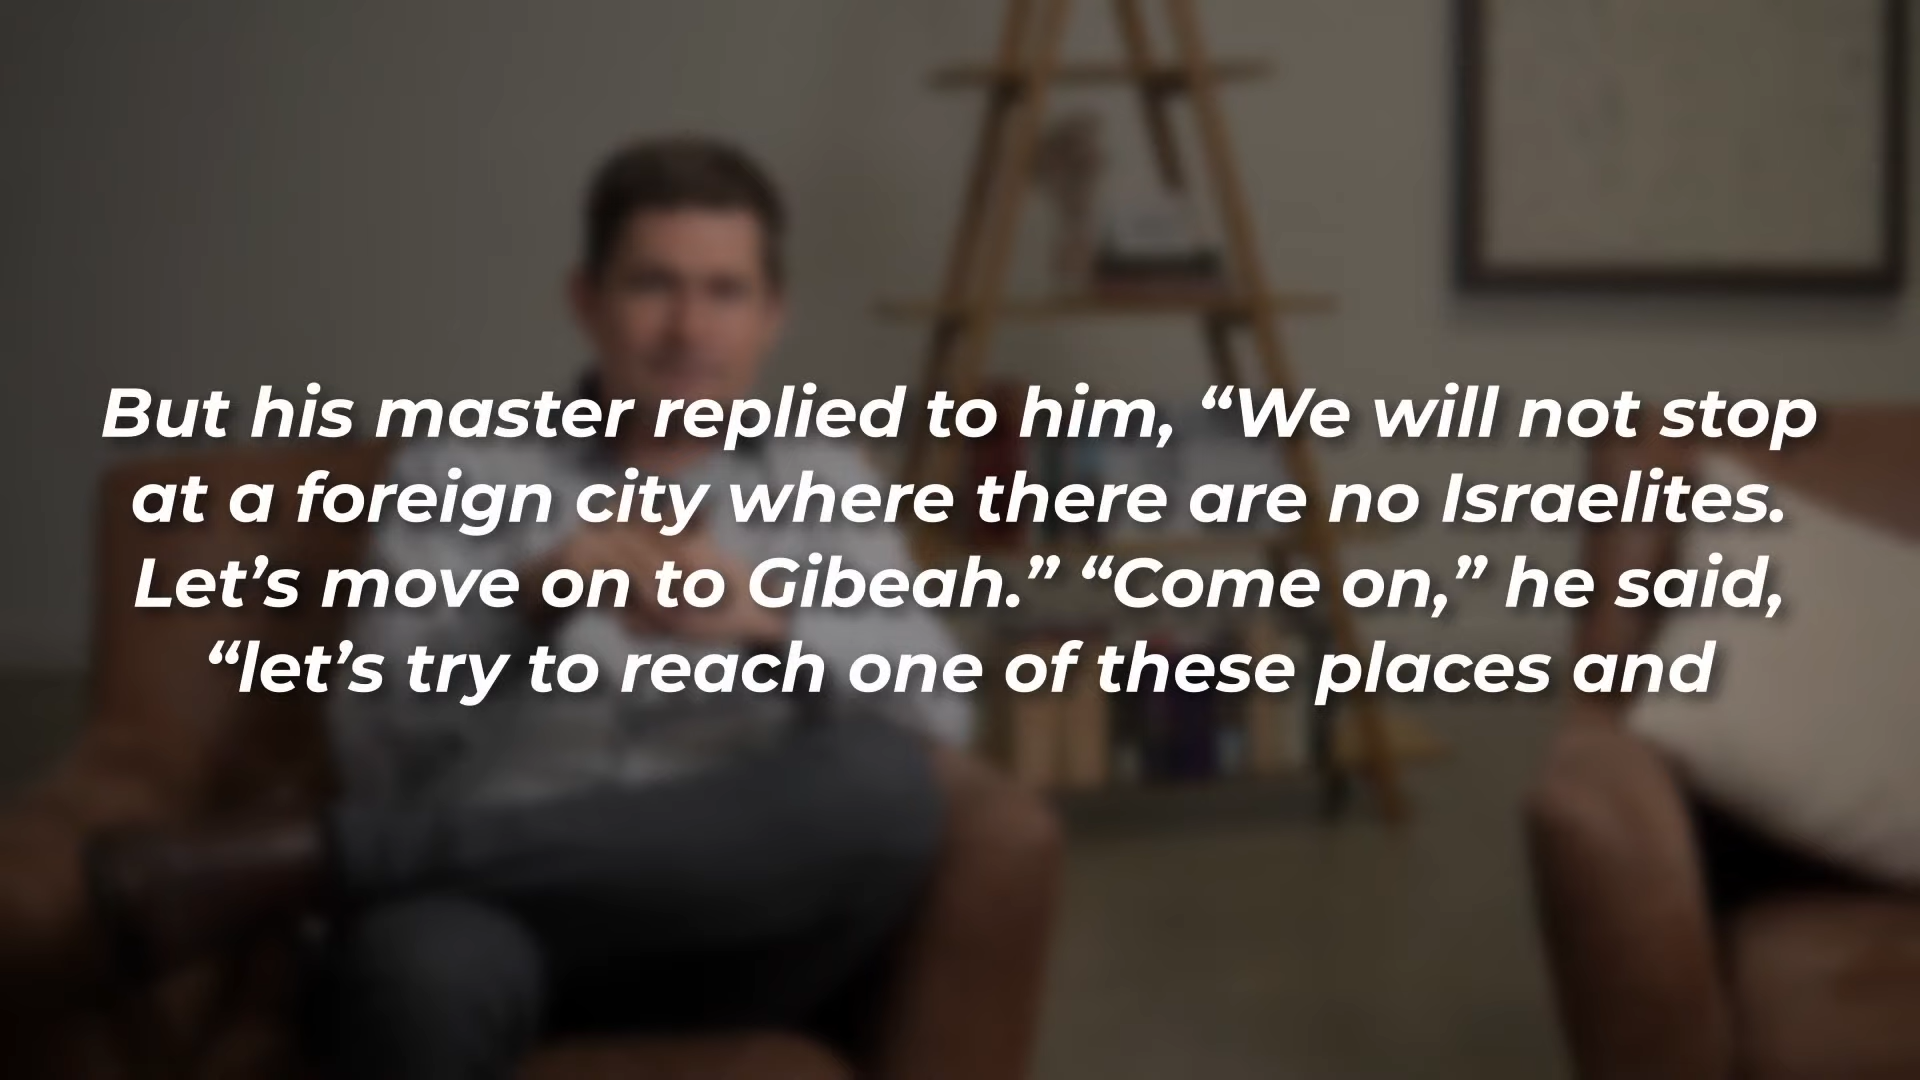 But his master replied to him, “We will not stop
at a foreign city where there are no Israelites.
Let’s move on to Gibeah.” “Come on,” he said,
“let’s try to reach one of these places and